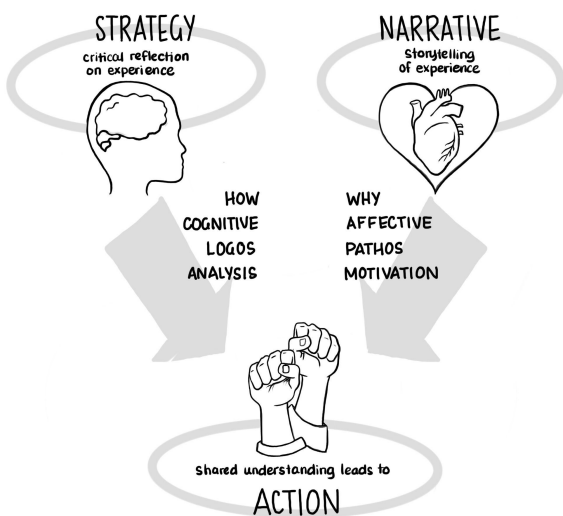 STRATEGY
critical reflection
on experience
NARRATIVE
Storytelling
of experience
HOW
COGNITIVE
LOGOS
ANALYSIS
WHY
AFFECTIVE
PATHOS
MOTIVATION
Shared understanding leads to
ACTION